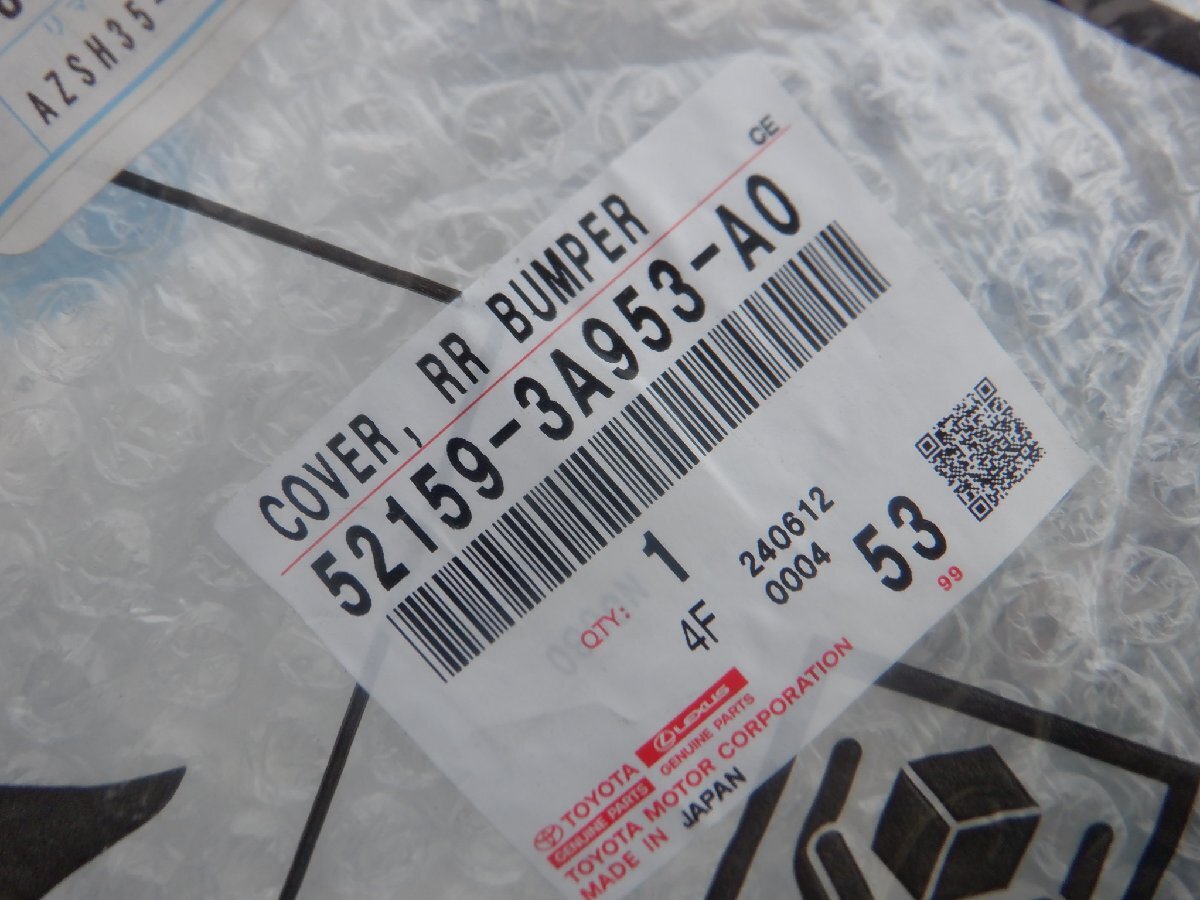 AZSH35-
CE
COVER, RR BUMPER
52159-3A953-A0
QTY: 1
4F
240612
0004
53
99
TOYOTA
GENUINE PARTS
LEXUS
GENUINE PARTS
TOYOTA MOTOR CORPORATION
MADE IN JAPAN